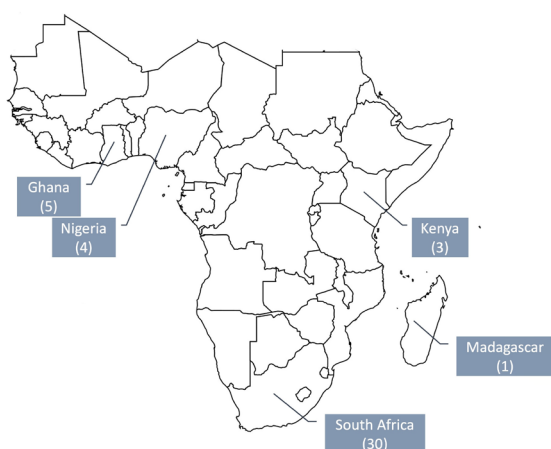 Ghana
(5)
Nigeria
(4)
Kenya
(3)
Madagascar
(1)
South Africa
(30)